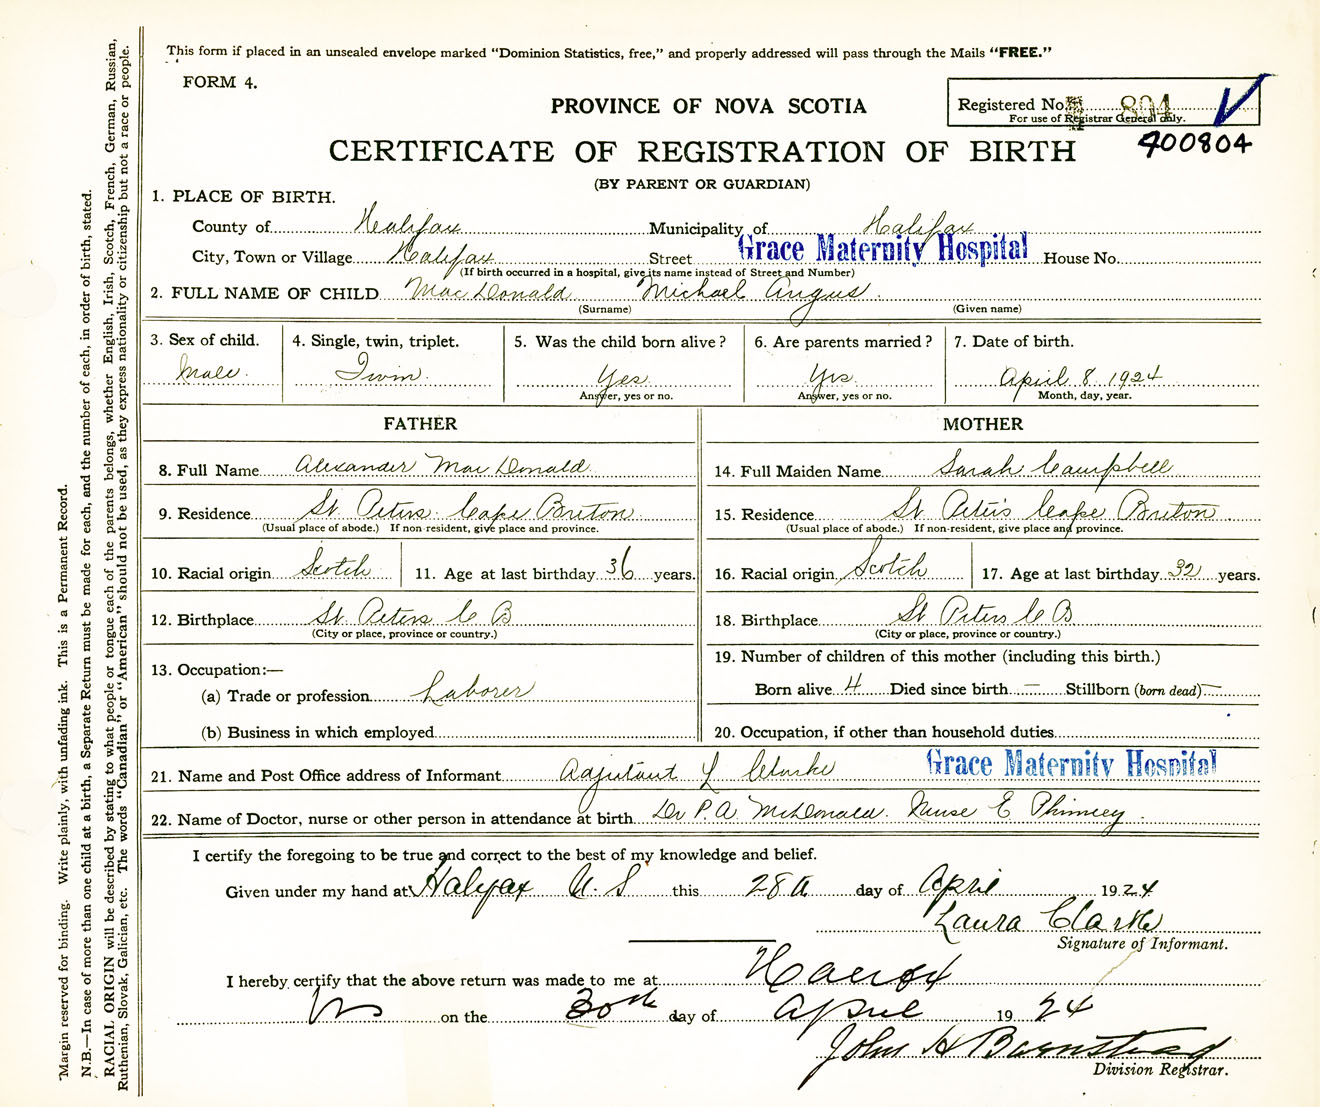 This form if placed in an unsealed envelope marked "Dominion Statistics, free," and properly addressed will pass through the Mails "FREE."
FORM 4.
PROVINCE OF NOVA SCOTIA
Registered No. 804
For use of Registrar General only.
400804
CERTIFICATE OF REGISTRATION OF BIRTH
(BY PARENT OR GUARDIAN)
1. PLACE OF BIRTH.
County of Halifax Municipality of Halifax
City, Town or Village Halifax Street Grace Maternity Hospital House No.
(If birth occurred in a hospital, give its name instead of Street and Number)
2. FULL NAME OF CHILD MacDonald Michael Angus.
(Surname) (Given name)
3. Sex of child. 4. Single, twin, triplet. 5. Was the child born alive? 6. Are parents married? 7. Date of birth.
Male. Twin. Yes. Yes. April 8. 1924
Answer, yes or no. Answer, yes or no. Month, day, year.
FATHER MOTHER
8. Full Name Alexander MacDonald 14. Full Maiden Name Sarah Campbell
9. Residence St. Peters. Cape Breton 15. Residence St Peter's Cape Breton
(Usual place of abode.) If non-resident, give place and province. (Usual place of abode.) If non-resident, give place and province.
10. Racial origin Scotch 11. Age at last birthday 36 years. 16. Racial origin Scotch 17. Age at last birthday 32 years.
12. Birthplace St. Peters C B 18. Birthplace St Peters C B
(City or place, province or country.) (City or place, province or country.)
13. Occupation:— 19. Number of children of this mother (including this birth.)
(a) Trade or profession Laborer Born alive 4 Died since birth — Stillborn (born dead) —
(b) Business in which employed 20. Occupation, if other than household duties
21. Name and Post Office address of Informant Adjutant L Clarke Grace Maternity Hospital
22. Name of Doctor, nurse or other person in attendance at birth Dr P. A. McDonald. Nurse E Phinney.
I certify the foregoing to be true and correct to the best of my knowledge and belief.
Given under my hand at Halifax N. S this 28th day of April 1924
Laura Clarke
Signature of Informant.
I hereby certify that the above return was made to me at Halifax
NS on the 30th day of April 1924
John H Barnstead
Division Registrar.
Margin reserved for binding. Write plainly, with unfading ink. This is a Permanent Record.
N.B.—In case of more than one child at a birth, a Separate Return must be made for each, and the number of each, in order of birth, stated.
RACIAL ORIGIN will be described by stating to what people or tongue each of the parents belongs, whether English, Irish, Scotch, French, German, Russian,
Ruthenian, Slovak, Galician, etc. The words "Canadian" or "American" should not be used, as they express nationality or citizenship but not a race or people.